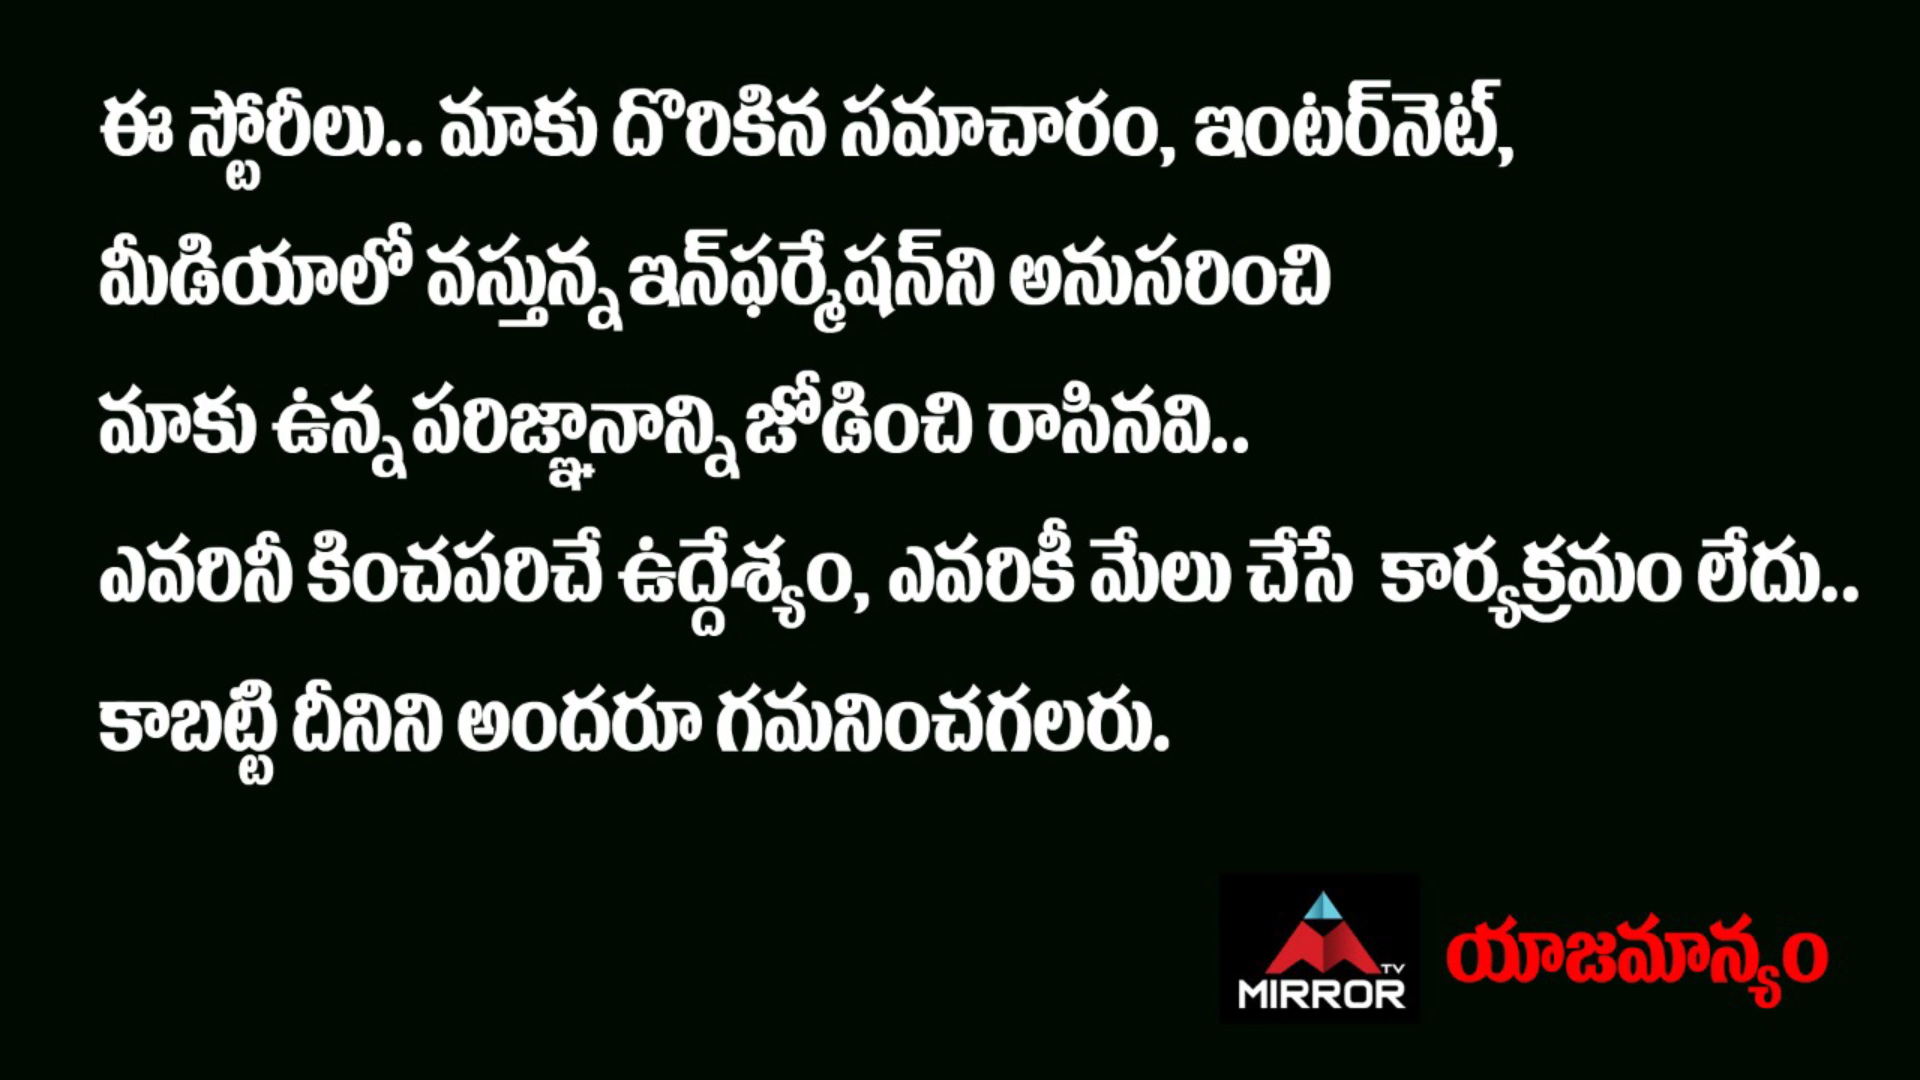 ఈ స్టోరీలు.. మాకు దొరికిన సమాచారం, ఇంటర్‌నెట్,
మీడియాలో వస్తున్న ఇన్‌ఫర్మేషన్‌ని అనుసరించి
మాకు ఉన్న పరిజ్ఞానాన్ని జోడించి రాసినవి..
ఎవరినీ కించపరిచే ఉద్దేశ్యం, ఎవరికీ మేలు చేసే కార్యక్రమం లేదు..
కాబట్టి దీనిని అందరూ గమనించగలరు.
MIRROR TV యాజమాన్యం